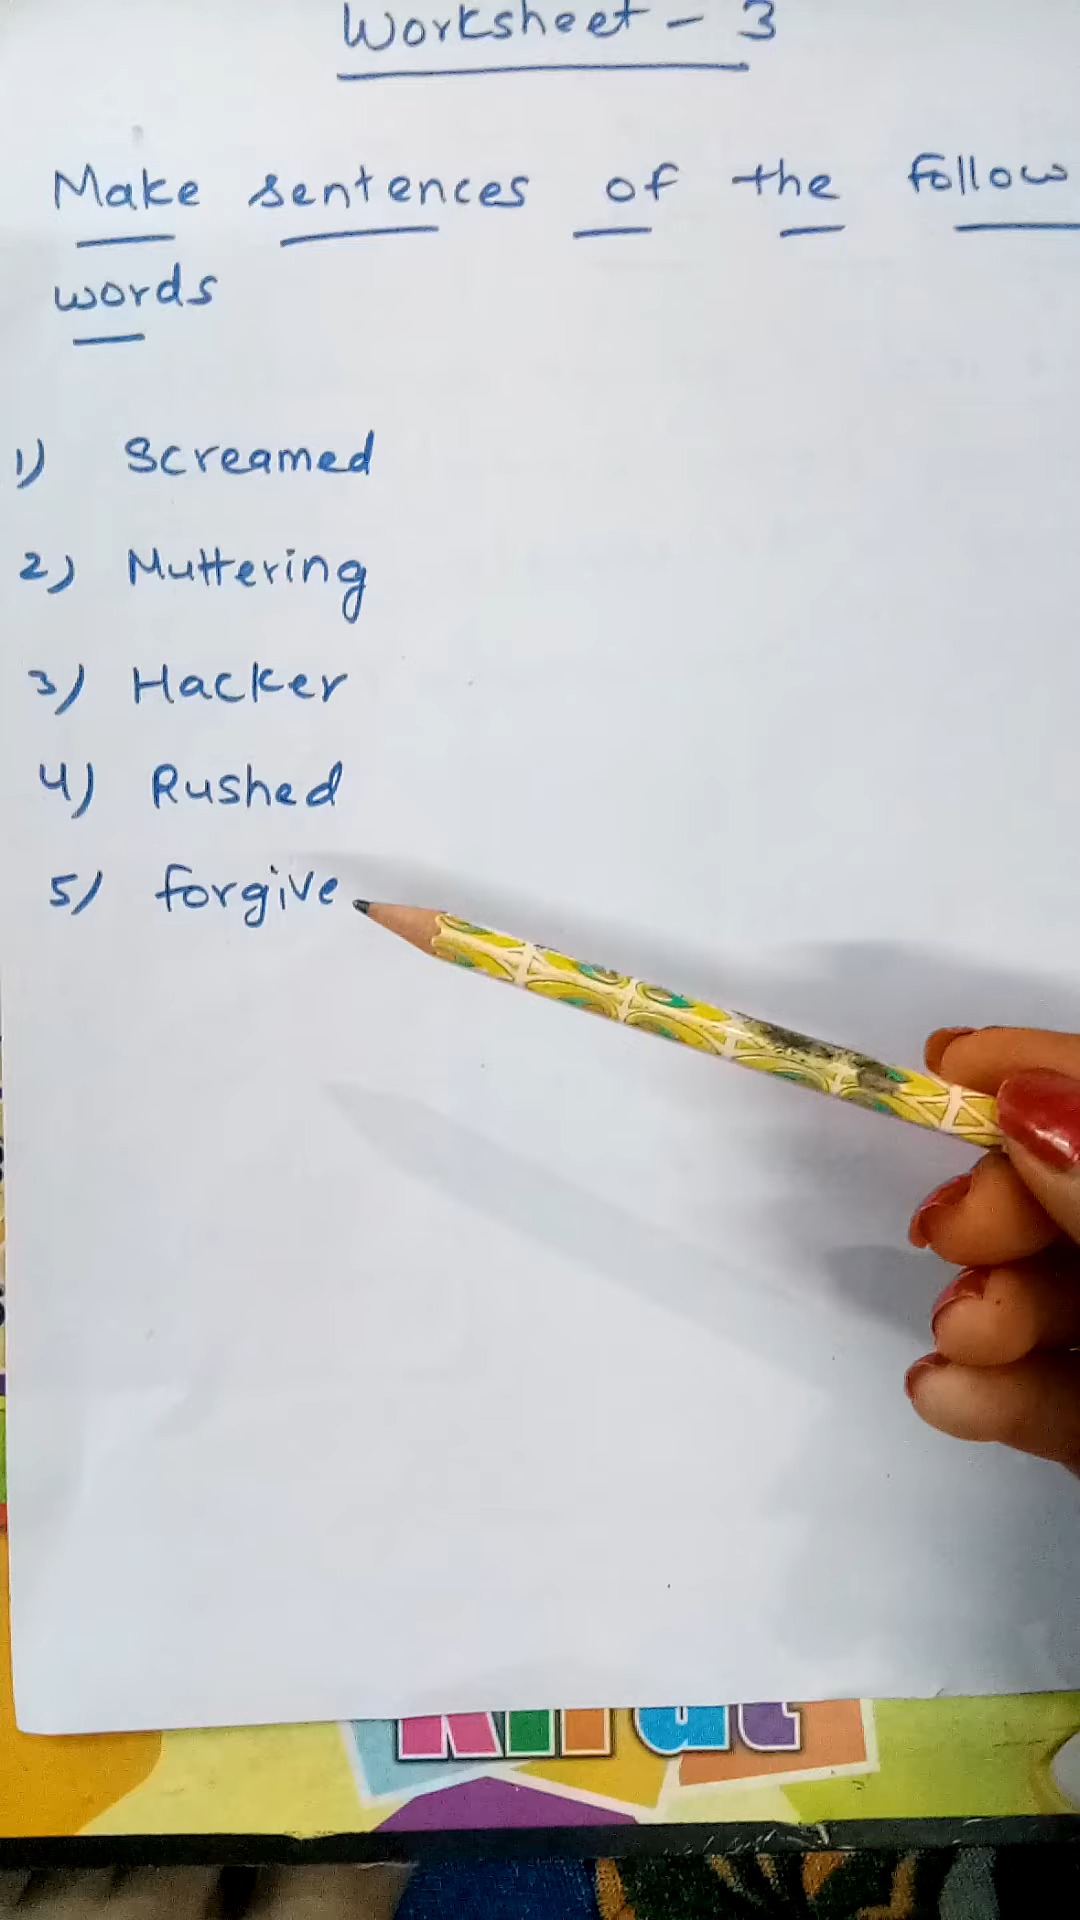 Worksheet - 3
Make sentences of the follow
words
1) Screamed
2) Muttering
3) Hacker
4) Rushed
5) forgive